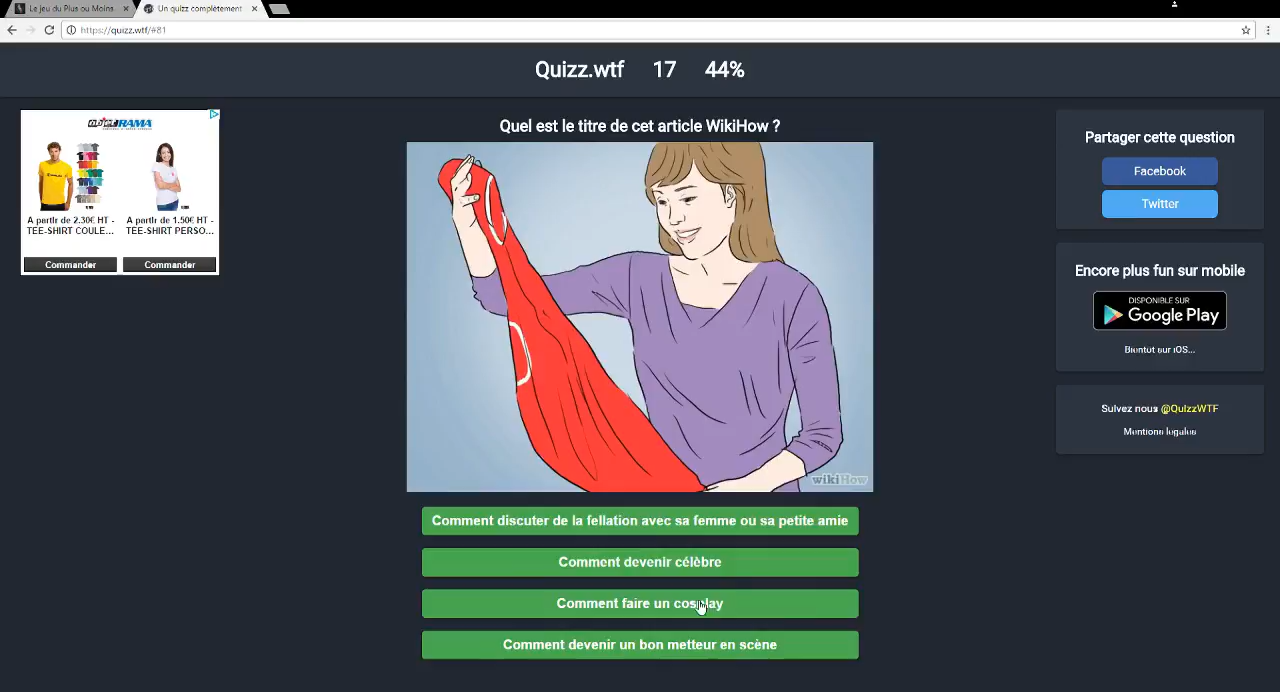 Le jeu du Plus ou Moins
Un quizz complètement
https://quizz.wtf/#81
Quizz.wtf 17 44%
Quel est le titre de cet article WikiHow ?
RAMA
A partir de 2.30€ HT -
TEE-SHIRT COULE...
A partir de 1.50€ HT -
TEE-SHIRT PERSO...
Commander
Commander
wikiHow
Comment discuter de la fellation avec sa femme ou sa petite amie
Comment devenir célèbre
Comment faire un cosplay
Comment devenir un bon metteur en scène
Partager cette question
Facebook
Twitter
Encore plus fun sur mobile
DISPONIBLE SUR
Google Play
Bientôt sur iOS...
Suivez nous @QuizzWTF
Mentions legales